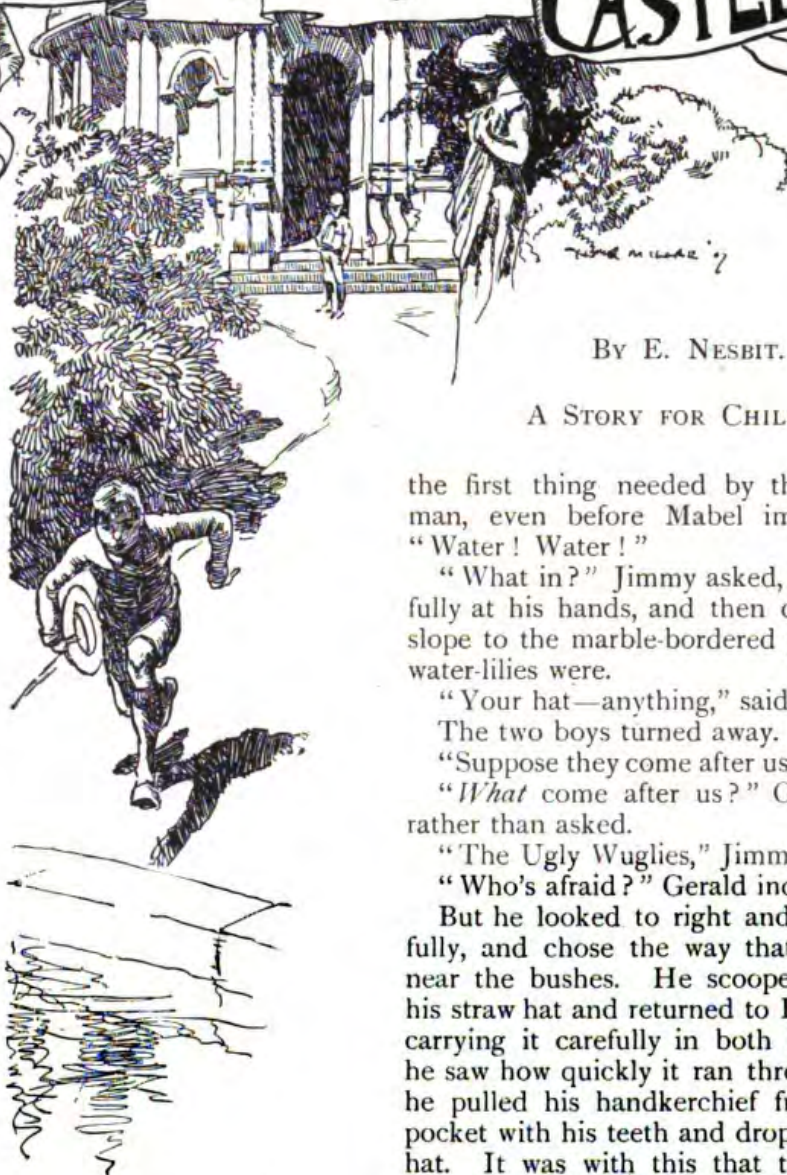 CASTLE
BY E. NESBIT.
A STORY FOR CHIL
the first thing needed by th
man, even before Mabel im
“ Water ! Water ! ”
“ What in ? ” Jimmy asked,
fully at his hands, and then d
slope to the marble-bordered
water-lilies were.
“ Your hat—anything,” said
The two boys turned away.
“Suppose they come after us
“What come after us ? ” G
rather than asked.
“ The Ugly Wuglies,” Jimm
“ Who's afraid ? ” Gerald inq
But he looked to right and
fully, and chose the way that
near the bushes. He scoope
his straw hat and returned to
carrying it carefully in both
he saw how quickly it ran thr
he pulled his handkerchief fr
pocket with his teeth and drop
hat. It was with this that t